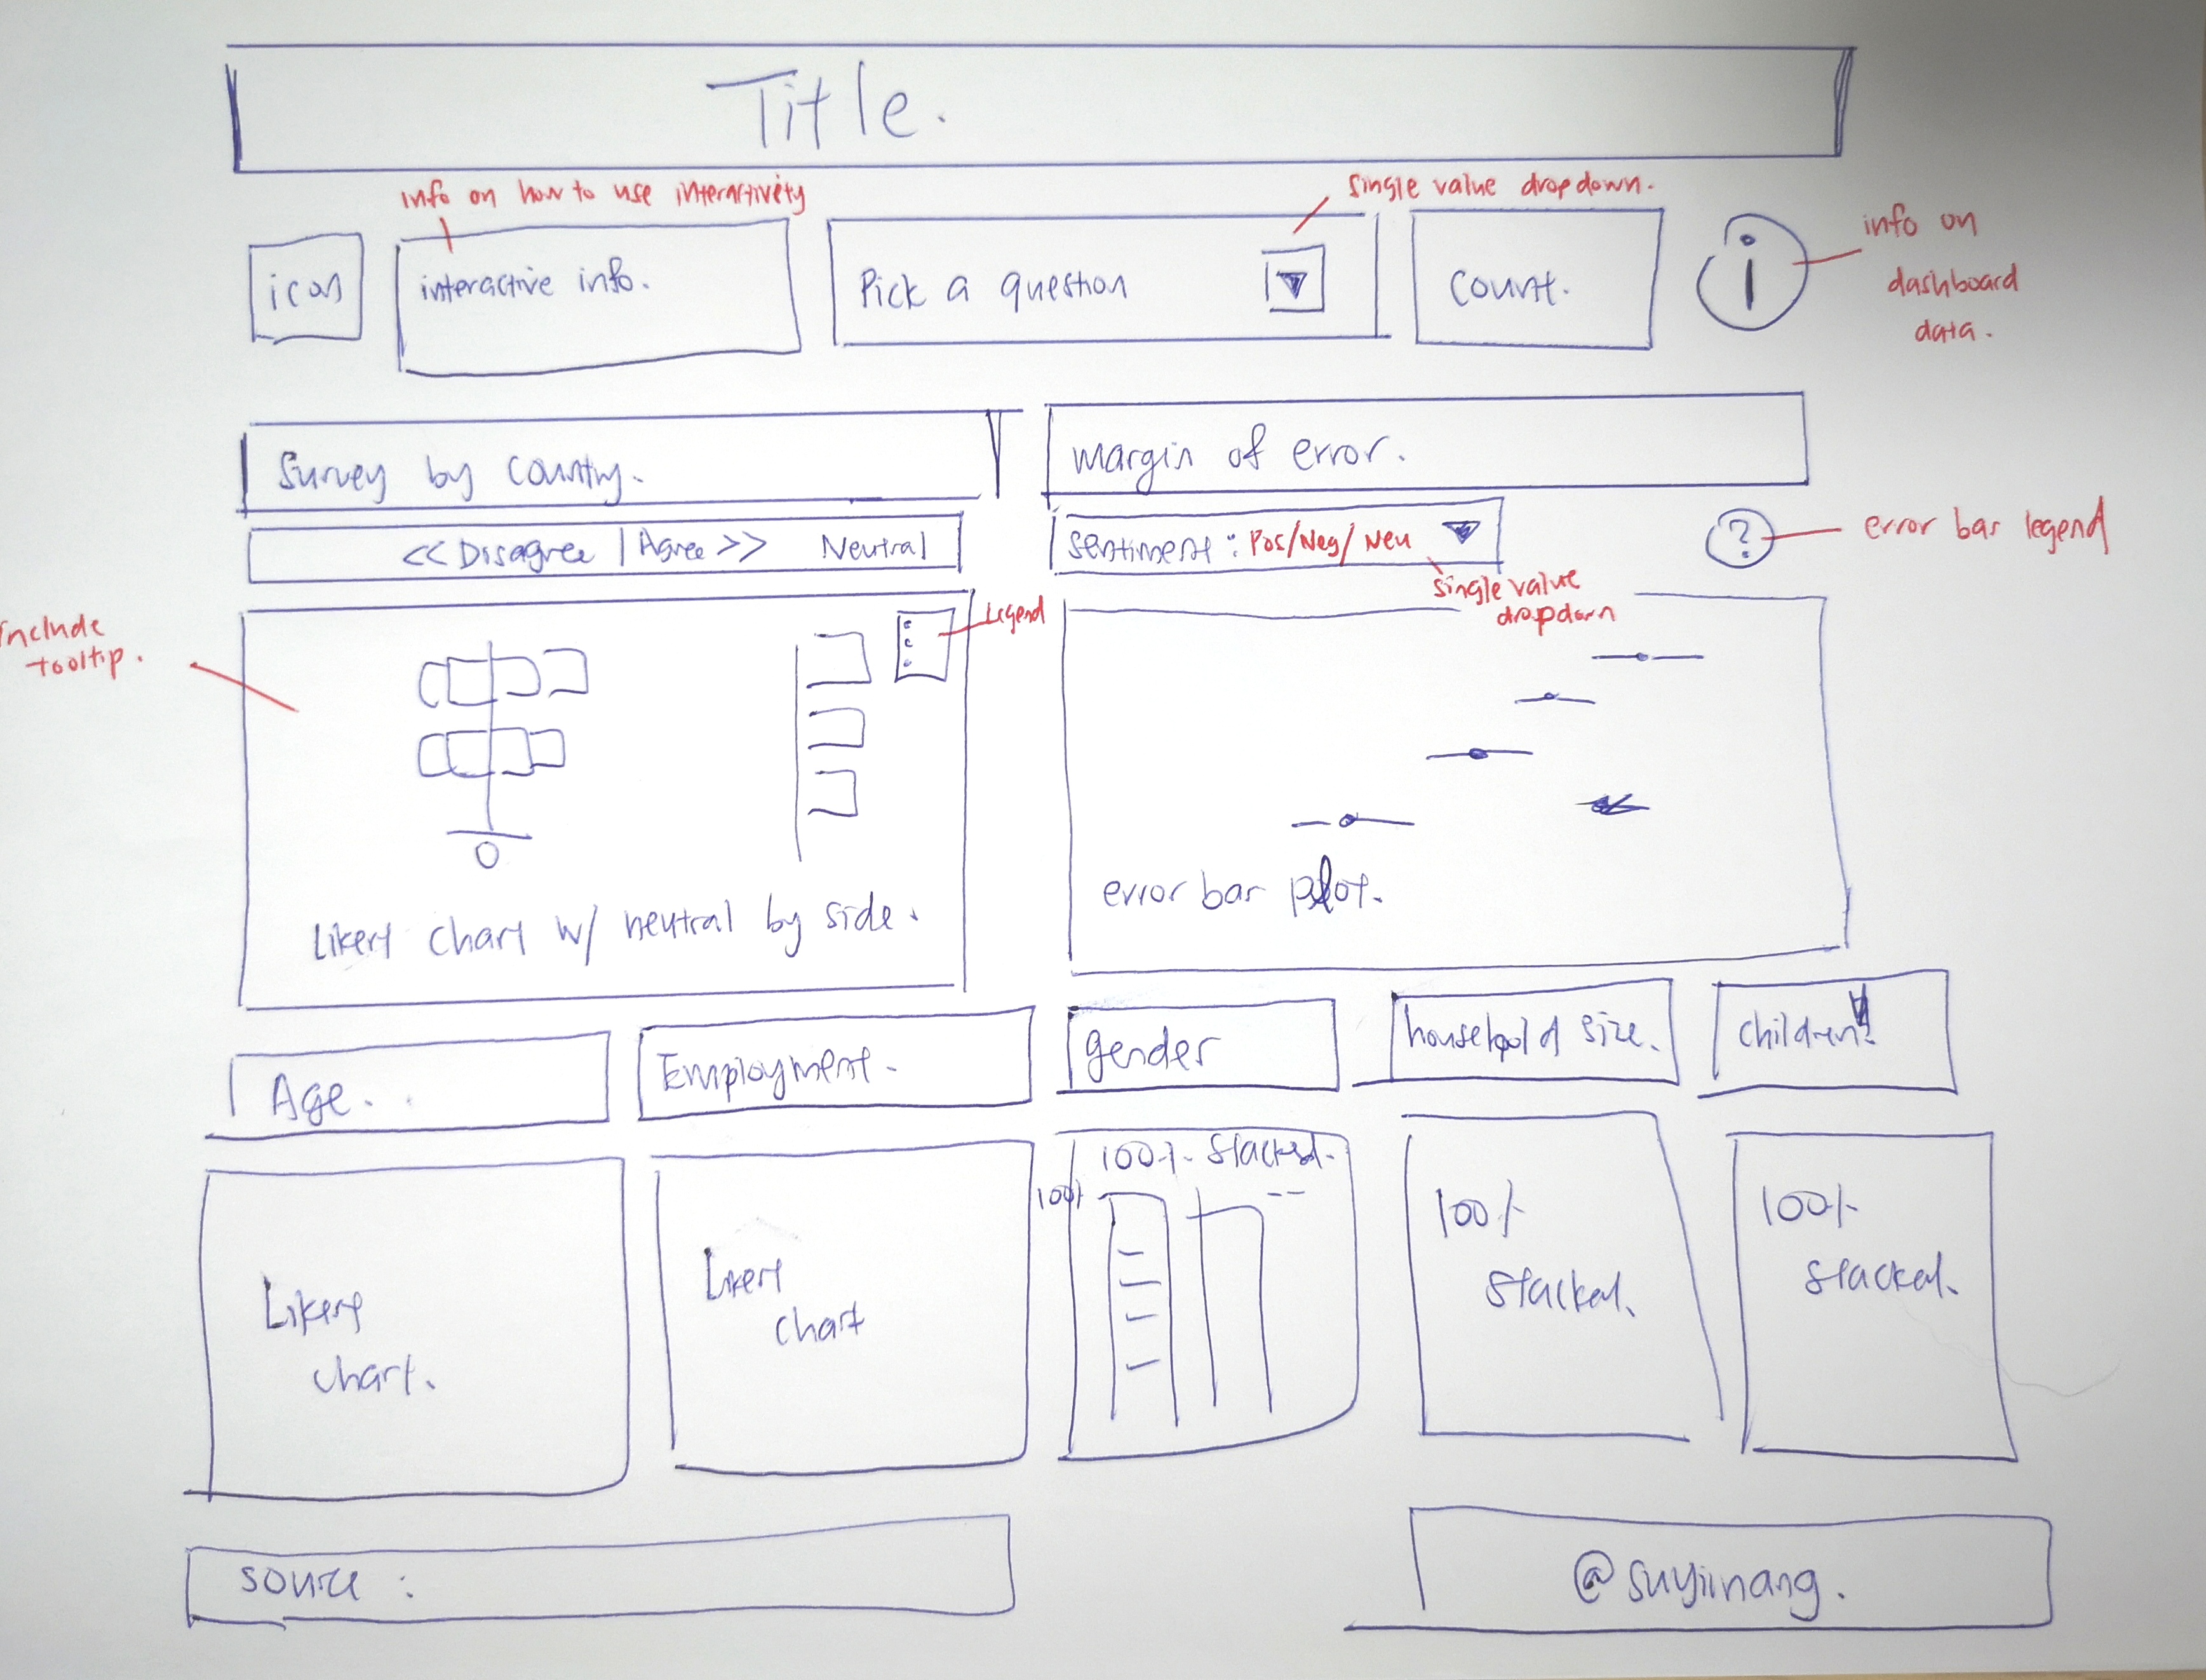 Title.
info on how to use interactivity
single value dropdown.
icon
interactive info.
Pick a question
Count.
i
info on
dashboard
data.
Survey by Country.
margin of error.
<< Disagree | Agree >> Neutral
Sentiment : Pos/Neg/Neu
?
error bar legend
single value
dropdown
include
tooltip.
Legend
0
Likert chart w/ neutral by side.
error bar plot.
Age.
Employment.
gender
household size.
children?
Likert
chart.
Likert
chart
100% Stacked.
100%
100%
Stacked.
100%
Stacked.
source :